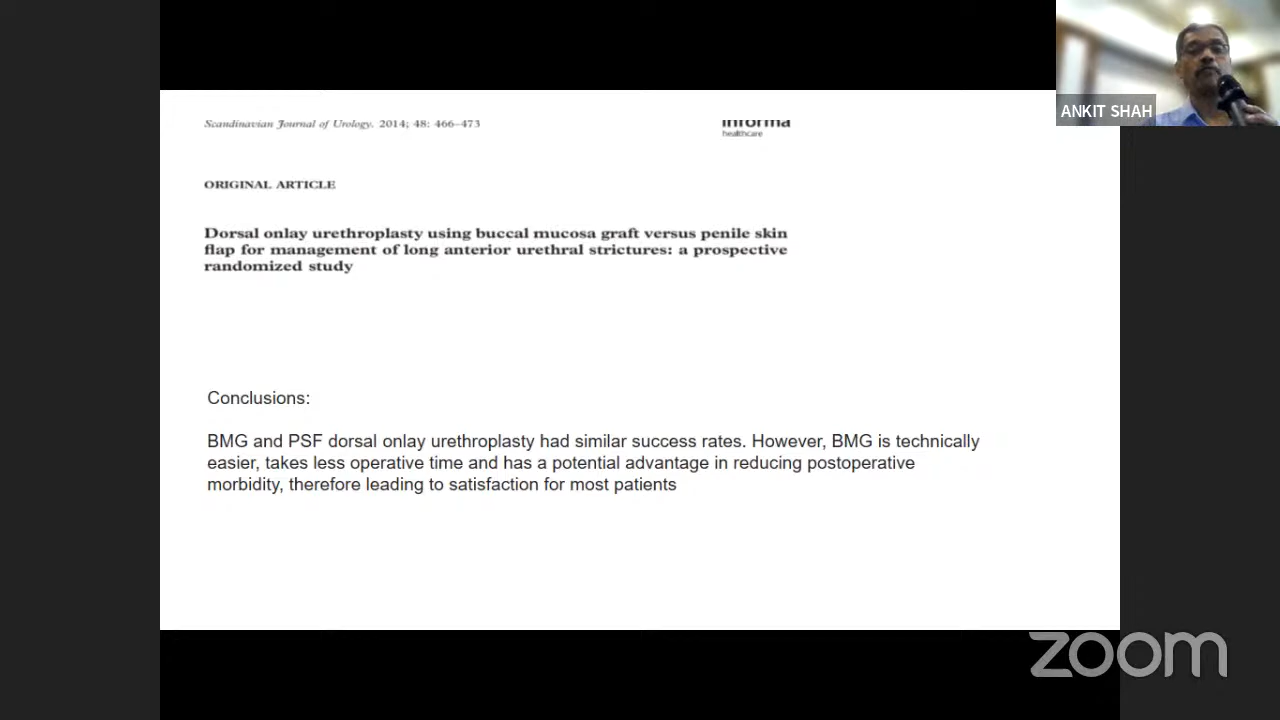 Scandinavian Journal of Urology. 2014; 48: 466–473
informa
healthcare
ANKIT SHAH
ORIGINAL ARTICLE
Dorsal onlay urethroplasty using buccal mucosa graft versus penile skin
flap for management of long anterior urethral strictures: a prospective
randomized study
Conclusions:
BMG and PSF dorsal onlay urethroplasty had similar success rates. However, BMG is technically
easier, takes less operative time and has a potential advantage in reducing postoperative
morbidity, therefore leading to satisfaction for most patients
zoom